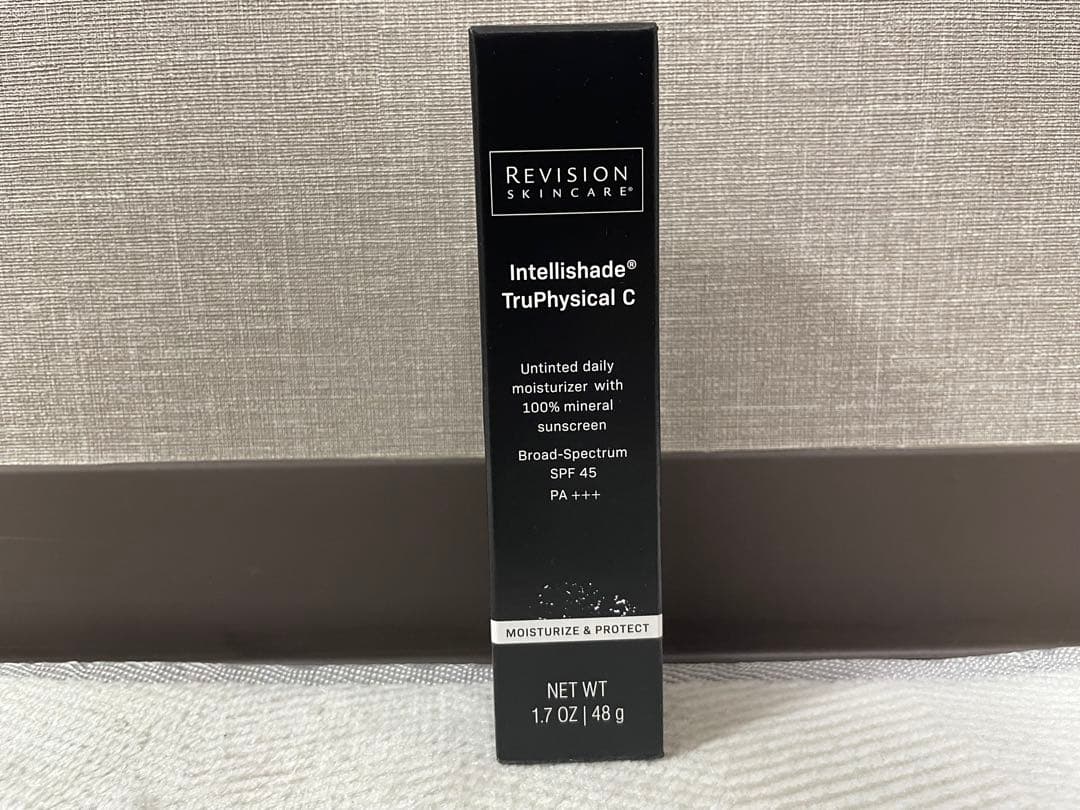 REVISION
SKINCARE®
Intellishade®
TruPhysical C
Untinted daily
moisturizer with
100% mineral
sunscreen
Broad-Spectrum
SPF 45
PA +++
MOISTURIZE & PROTECT
NET WT
1.7 OZ | 48 g